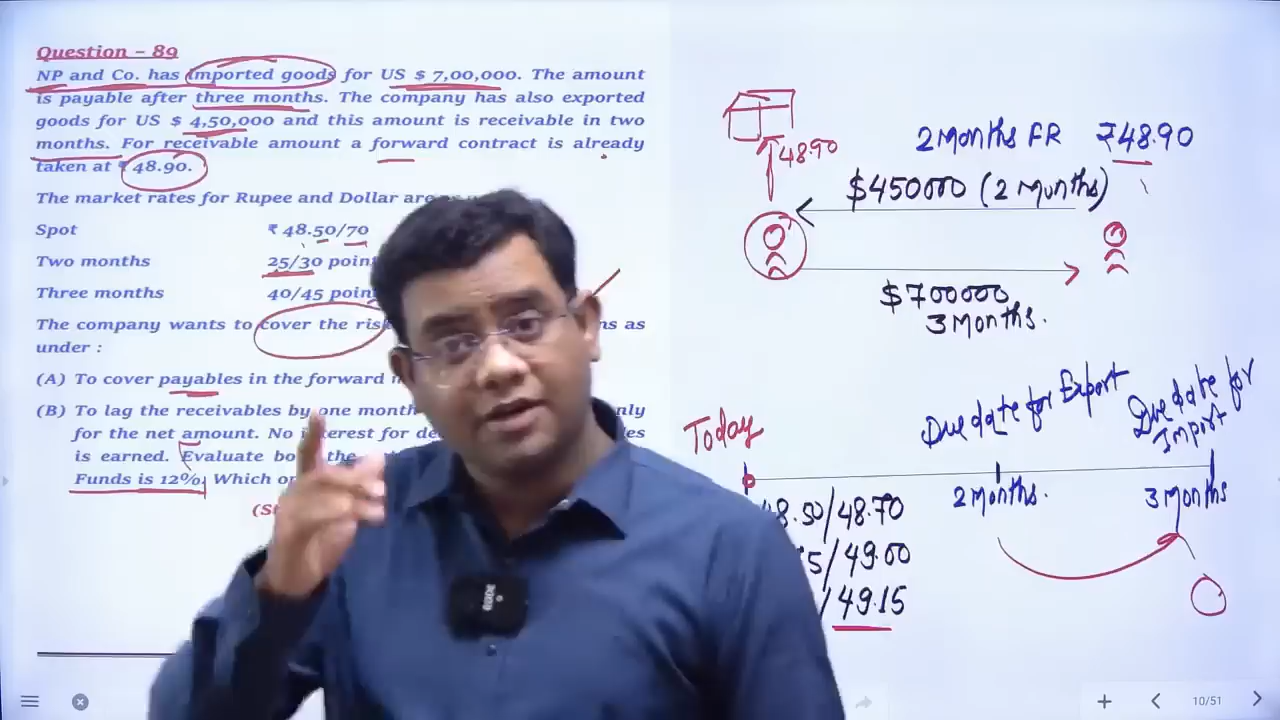 Question – 89
NP and Co. has imported goods for US $ 7,00,000. The amount
is payable after three months. The company has also exported
goods for US $ 4,50,000 and this amount is receivable in two
months. For receivable amount a forward contract is already
taken at ₹ 48.90.
The market rates for Rupee and Dollar are
Spot ₹ 48.50/70
Two months 25/30
Three months 40/45
The company wants to cover the as
under :
(A) To cover payables in the forward
(B) To lag the receivables by one month
for the net amount. No interest for
is earned. Evaluate
Funds is 12%. Which
48.90
2 Months FR ₹48.90
$450000 (2 Months)
$700000
3 Months.
Today
Due date for Export
Due date for
Import
2 months.
3 Months
48.50/48.70
/49.00
/49.15
10/51